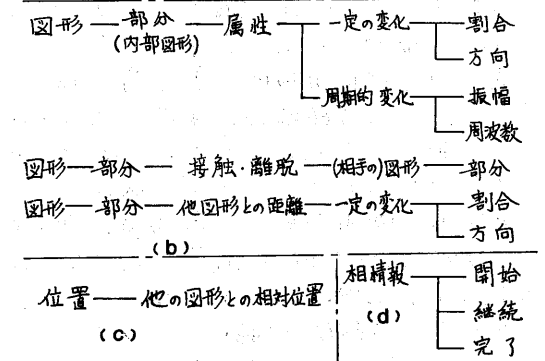 図形 部分 属性 一定の変化 割合
(内部図形)
方向
周期的変化 振幅
周波数
図形 部分 接触・離脱 (相手の)図形 部分
図形 部分 他図形との距離 一定の変化 割合
(b) 方向
位置 他の図形との相対位置
(c)
相情報 開始
(d) 継続
完了